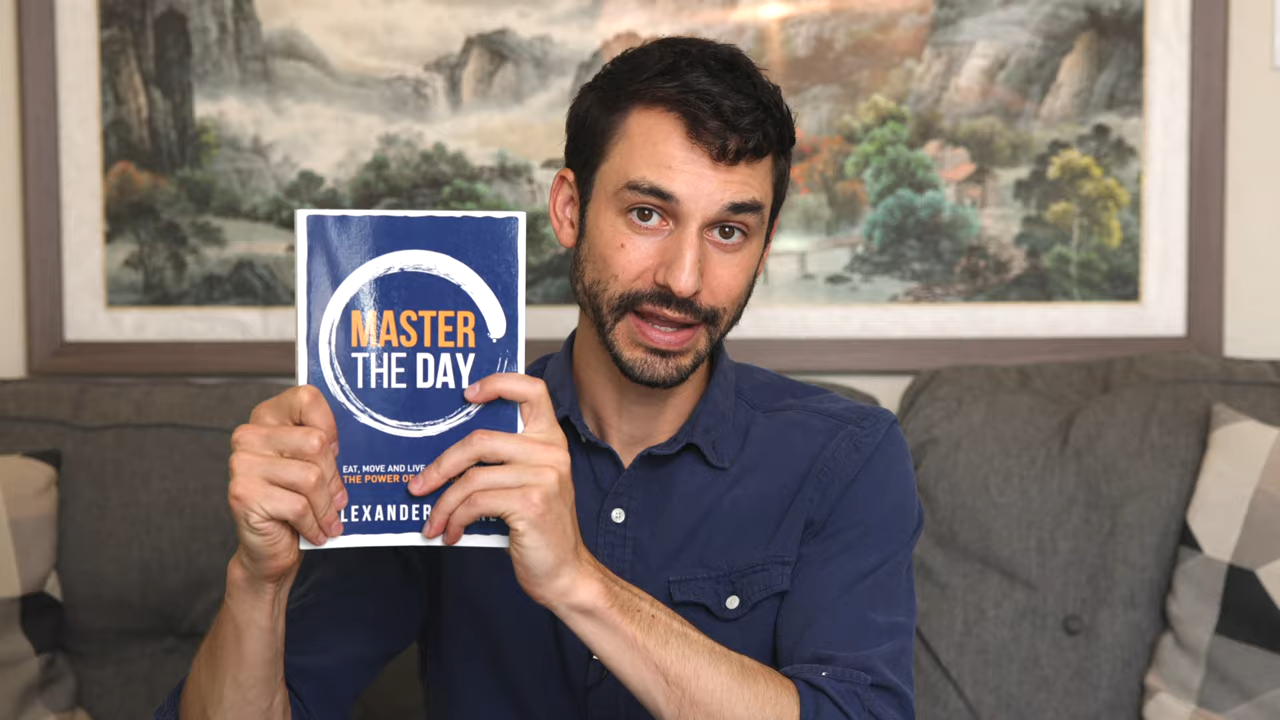 MASTER
THE DAY
EAT, MOVE AND LIVE
THE POWER OF
LEXANDER